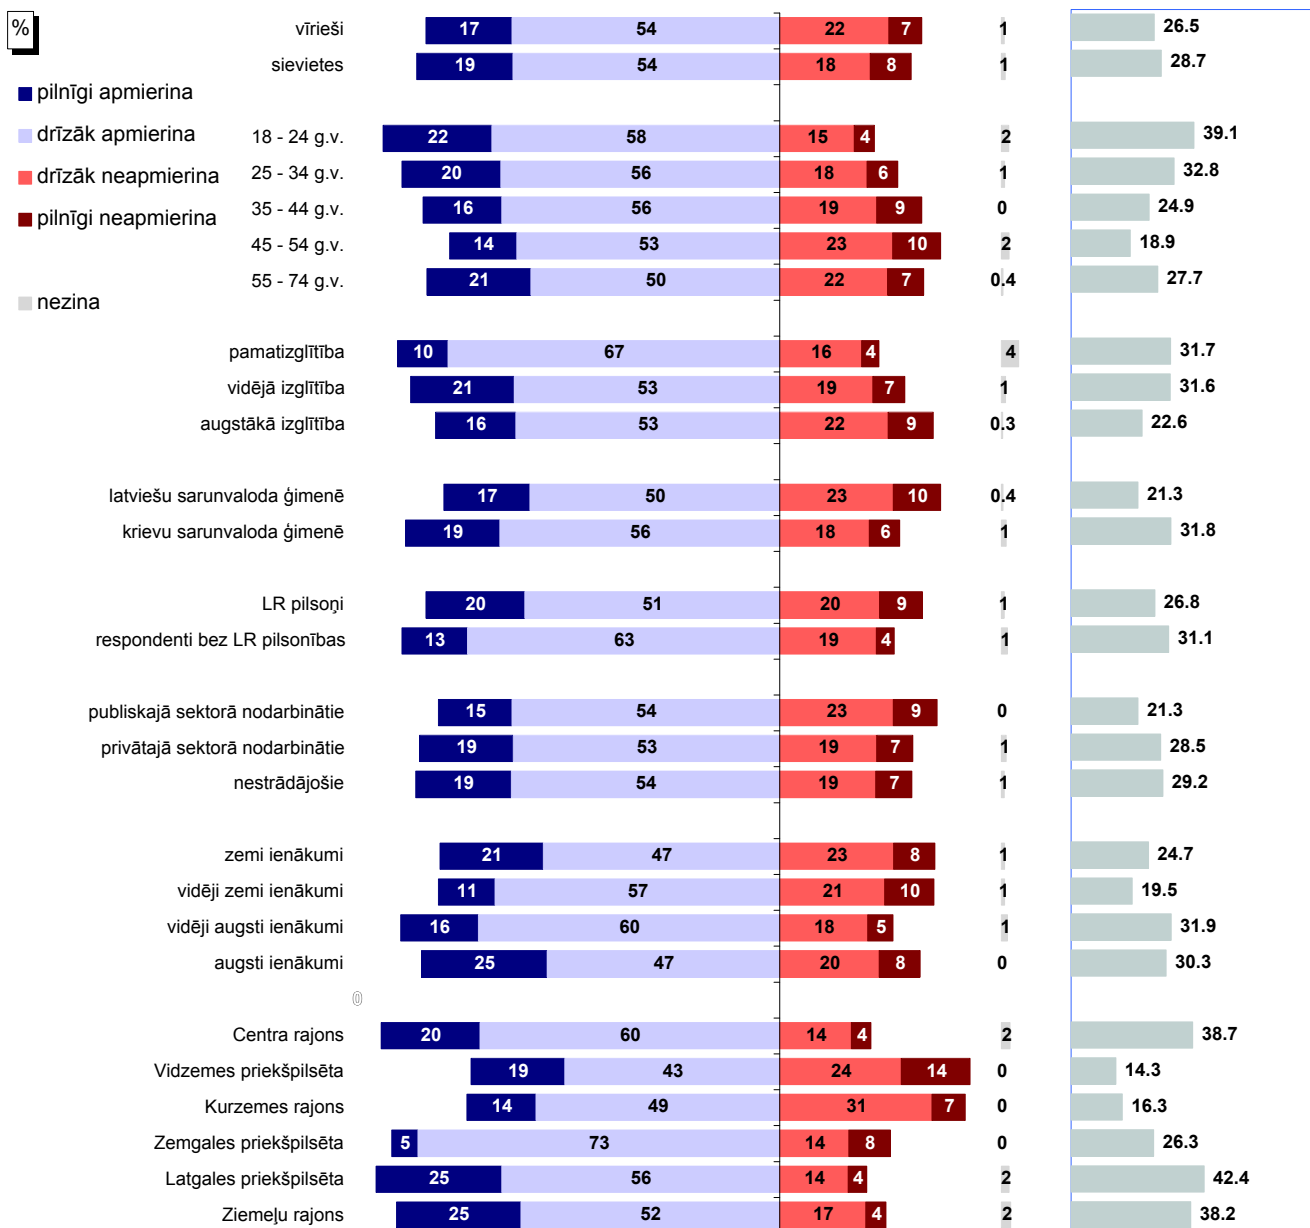 %
pilnīgi apmierina
drīzāk apmierina
drīzāk neapmierina
pilnīgi neapmierina
nezina
vīrieši 17 54 22 7 1 26.5
sievietes 19 54 18 8 1 28.7
18 - 24 g.v. 22 58 15 4 2 39.1
25 - 34 g.v. 20 56 18 6 1 32.8
35 - 44 g.v. 16 56 19 9 0 24.9
45 - 54 g.v. 14 53 23 10 2 18.9
55 - 74 g.v. 21 50 22 7 0.4 27.7
pamatizglītība 10 67 16 4 4 31.7
vidējā izglītība 21 53 19 7 1 31.6
augstākā izglītība 16 53 22 9 0.3 22.6
latviešu sarunvaloda ģimenē 17 50 23 10 0.4 21.3
krievu sarunvaloda ģimenē 19 56 18 6 1 31.8
LR pilsoņi 20 51 20 9 1 26.8
respondenti bez LR pilsonības 13 63 19 4 1 31.1
publiskajā sektorā nodarbinātie 15 54 23 9 0 21.3
privātajā sektorā nodarbinātie 19 53 19 7 1 28.5
nestrādājošie 19 54 19 7 1 29.2
zemi ienākumi 21 47 23 8 1 24.7
vidēji zemi ienākumi 11 57 21 10 1 19.5
vidēji augsti ienākumi 16 60 18 5 1 31.9
augsti ienākumi 25 47 20 8 0 30.3
0
Centra rajons 20 60 14 4 2 38.7
Vidzemes priekšpilsēta 19 43 24 14 0 14.3
Kurzemes rajons 14 49 31 7 0 16.3
Zemgales priekšpilsēta 5 73 14 8 0 26.3
Latgales priekšpilsēta 25 56 14 4 2 42.4
Ziemeļu rajons 25 52 17 4 2 38.2